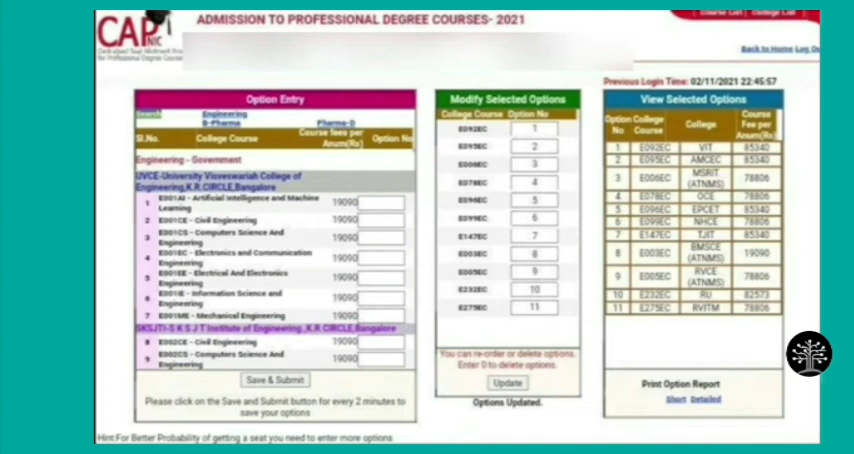 CAP
NIC
ADMISSION TO PROFESSIONAL DEGREE COURSES- 2021
Course List | College List |
Back to Home Log
Previous Login Time: 02/11/2021 22:45:57
Option Entry
Search Engineering
B-Pharma Pharma-D
Sl.No. College Course Course fees per Anum(Rs) Option No
Engineering - Government
UVCE-University Visveswariah College of
Engineering,K.R.CIRCLE,Bangalore
1 E001AI - Artificial Intelligence and Machine Learning 19090
2 E001CE - Civil Engineering 19090
3 E001CS - Computers Science And Engineering 19090
4 E001EC - Electronics and Communication Engineering 19090
5 E001EE - Electrical And Electronics Engineering 19090
6 E001IE - Information Science and Engineering 19090
7 E001ME - Mechanical Engineering 19090
SKSJTI-S K S J T Institute of Engineering,,K.R.CIRCLE,Bangalore
8 E002CE - Civil Engineering 19090
9 E002CS - Computers Science And Engineering 19090
Save & Submit
Please click on the Save and Submit button for every 2 minutes to
save your options
Hint:For Better Probability of getting a seat you need to enter more options
Modify Selected Options
College Course Option No
E092EC 1
E095EC 2
E006EC 3
E078EC 4
E096EC 5
E099EC 6
E147EC 7
E003EC 8
E005EC 9
E232EC 10
E275EC 11
You can re-order or delete options.
Enter 0 to delete options.
Update
Options Updated.
View Selected Options
Option No College Course College Course Fee per Anum(Rs)
1 E092EC VIT 85340
2 E095EC AMCEC 85340
3 E006EC MSRIT (ATNMS) 78806
4 E078EC OCE 78806
5 E096EC EPCET 85340
6 E099EC NHCE 78806
7 E147EC TJIT 85340
8 E003EC BMSCE (ATNMS) 19090
9 E005EC RVCE (ATNMS) 78806
10 E232EC RU 82573
11 E275EC RVITM 78806
Print Option Report
Short Detailed